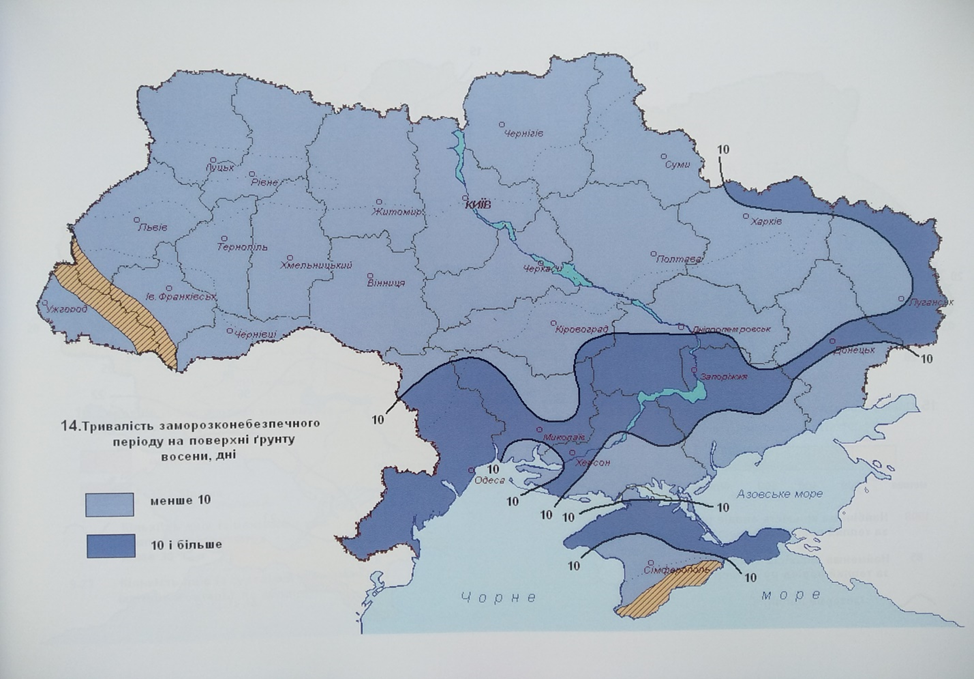 Чернігів
10
Суми
Луцьк
Рівне
КИЇВ
Житомир
Харків
Львів
Тернопіль
Хмельницький
Полтава
Черкаси
Вінниця
Ів. Франківськ
Ужгород
Луганськ
Чернівці
Кіровоград
Дніпропетровськ
Донецьк
10
Запоріжжя
10
14.Тривалість заморозконебезпечного
періоду на поверхні ґрунту
восени, дні
Миколаїв
Херсон
10
Одеса
менше 10
10
10
10
10
Азовське море
10 і більше
10
Сімферополь
10
Чорне море